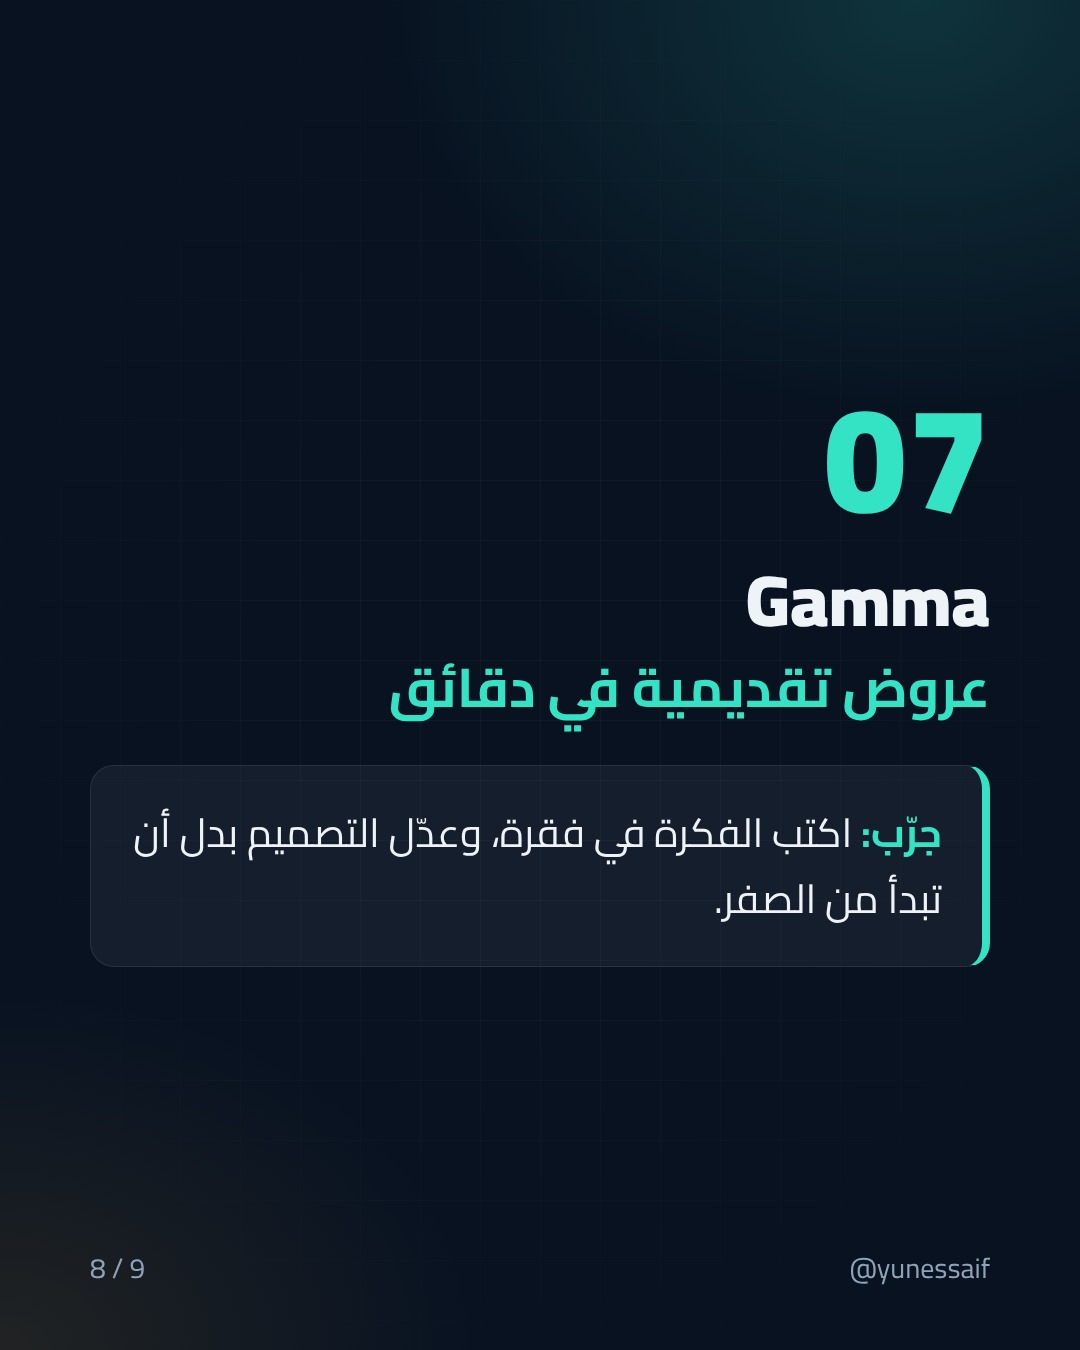 07
Gamma
عروض تقديمية في دقائق
جرّب: اكتب الفكرة في فقرة، وعدّل التصميم بدل أن
تبدأ من الصفر.
@yunessaif
8 / 9